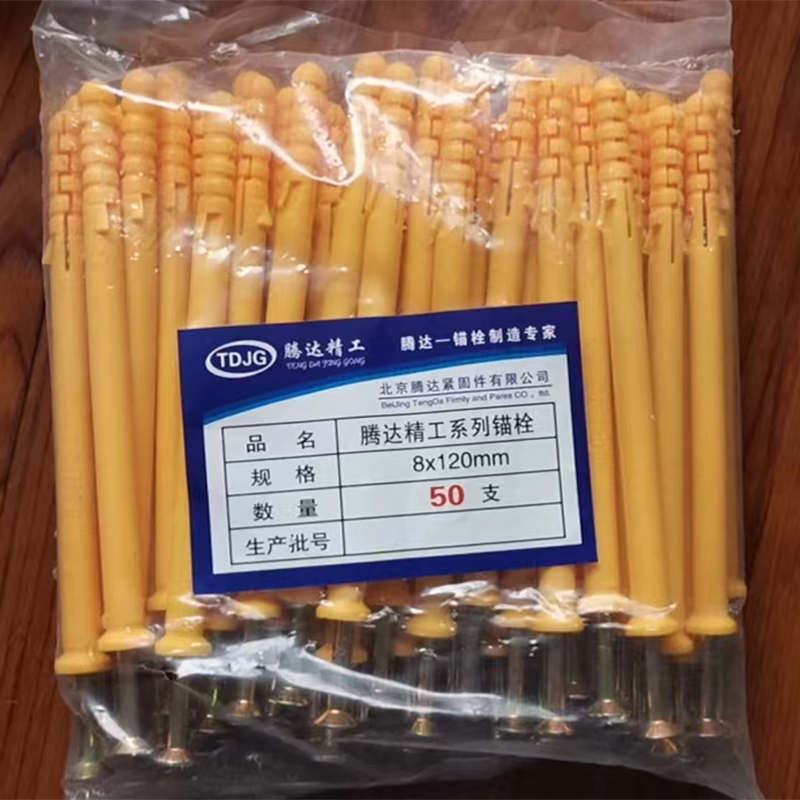 TDJG
腾达精工
TENG DA JING GONG
腾达—锚栓制造专家
北京腾达紧固件有限公司
BeiJing TengDa Firmly and Pares CO., ltd.
品 名 腾达精工系列锚栓
规 格 8x120mm
数 量 50 支
生产批号